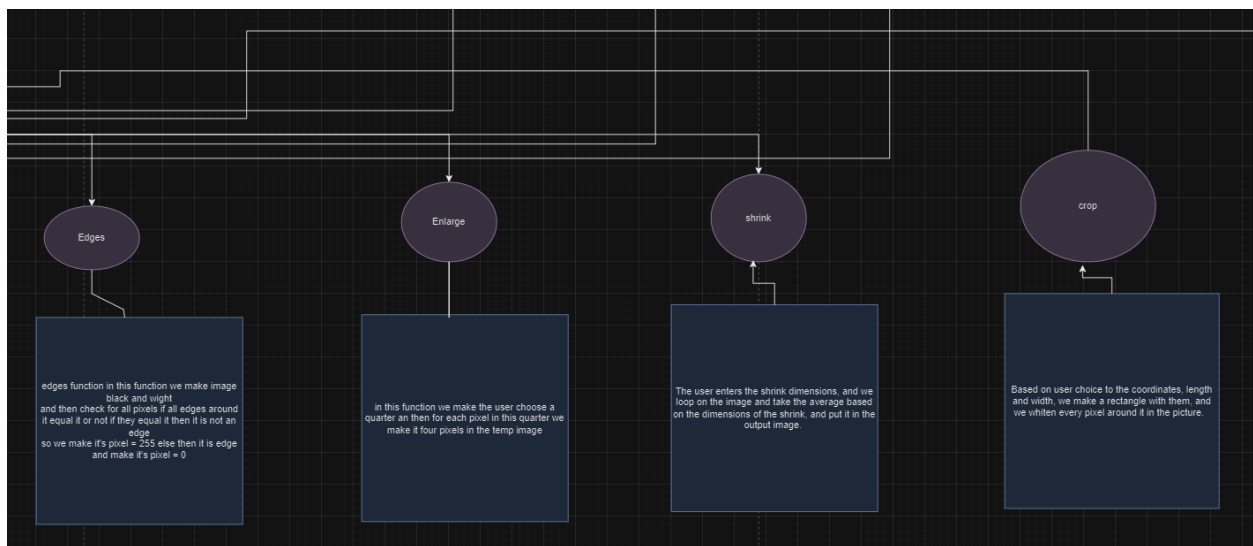 Edges
Enlarge
shrink
crop
edges function in this function we make image
black and wight
and then check for all pixels if all edges around
it equal it or not if they equal it then it is not an
edge
so we make it's pixel = 255 else then it is edge
and make it's pixel = 0
in this function we make the user choose a
quarter an then for each pixel in this quarter we
make it four pixels in the temp image
The user enters the shrink dimensions, and we
loop on the image and take the average based
on the dimensions of the shrink, and put it in the
output image.
Based on user choice to the coordinates, length
and width, we make a rectangle with them, and
we whiten every pixel around it in the picture.